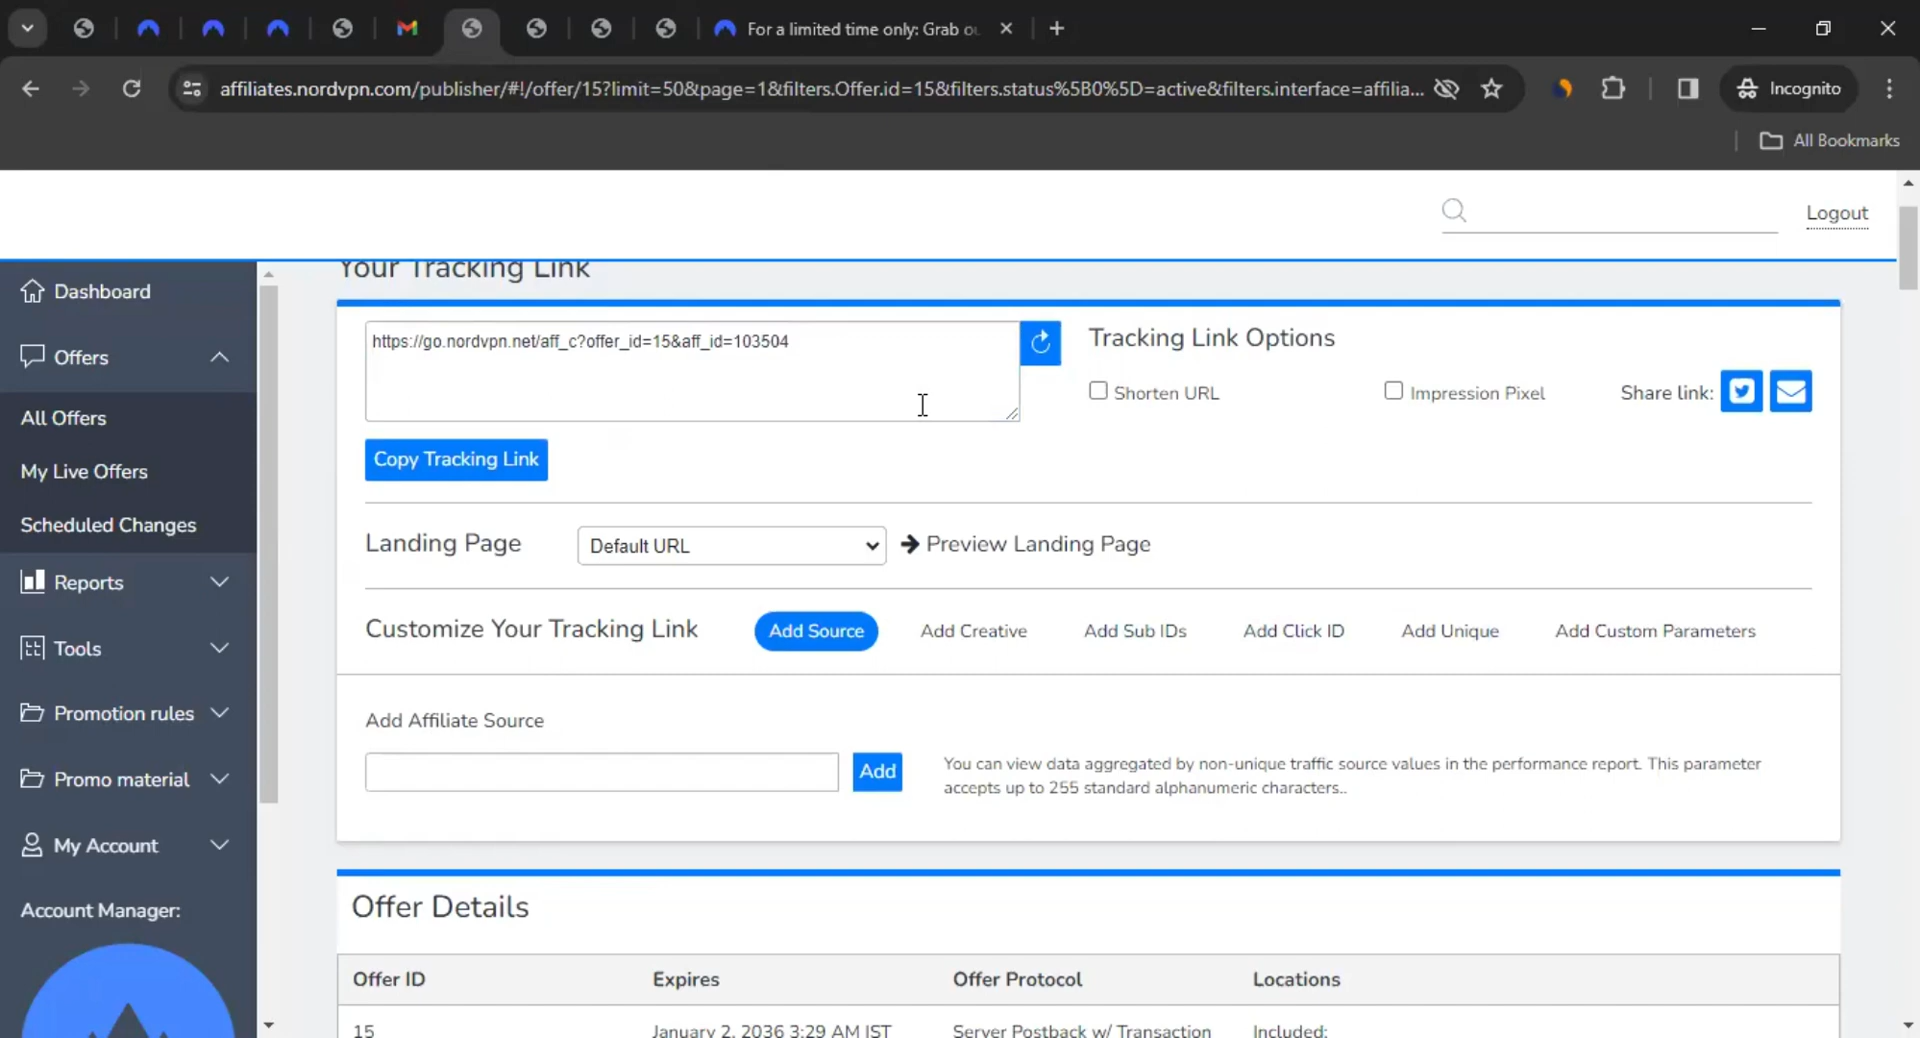 For a limited time only: Grab ou
affiliates.nordvpn.com/publisher/#!/offer/15?limit=50&page=1&filters.Offer.id=15&filters.status%5B0%5D=active&filters.interface=affilia...
Incognito
All Bookmarks
Logout
Dashboard
Offers
All Offers
My Live Offers
Scheduled Changes
Reports
Tools
Promotion rules
Promo material
My Account
Account Manager:
Your Tracking Link
https://go.nordvpn.net/aff_c?offer_id=15&aff_id=103504
Tracking Link Options
Shorten URL
Impression Pixel
Share link:
Copy Tracking Link
Landing Page
Default URL
Preview Landing Page
Customize Your Tracking Link
Add Source
Add Creative
Add Sub IDs
Add Click ID
Add Unique
Add Custom Parameters
Add Affiliate Source
Add
You can view data aggregated by non-unique traffic source values in the performance report. This parameter
accepts up to 255 standard alphanumeric characters..
Offer Details
Offer ID
Expires
Offer Protocol
Locations
15
January 2, 2036 3:29 AM IST
Server Postback w/ Transaction
Included: